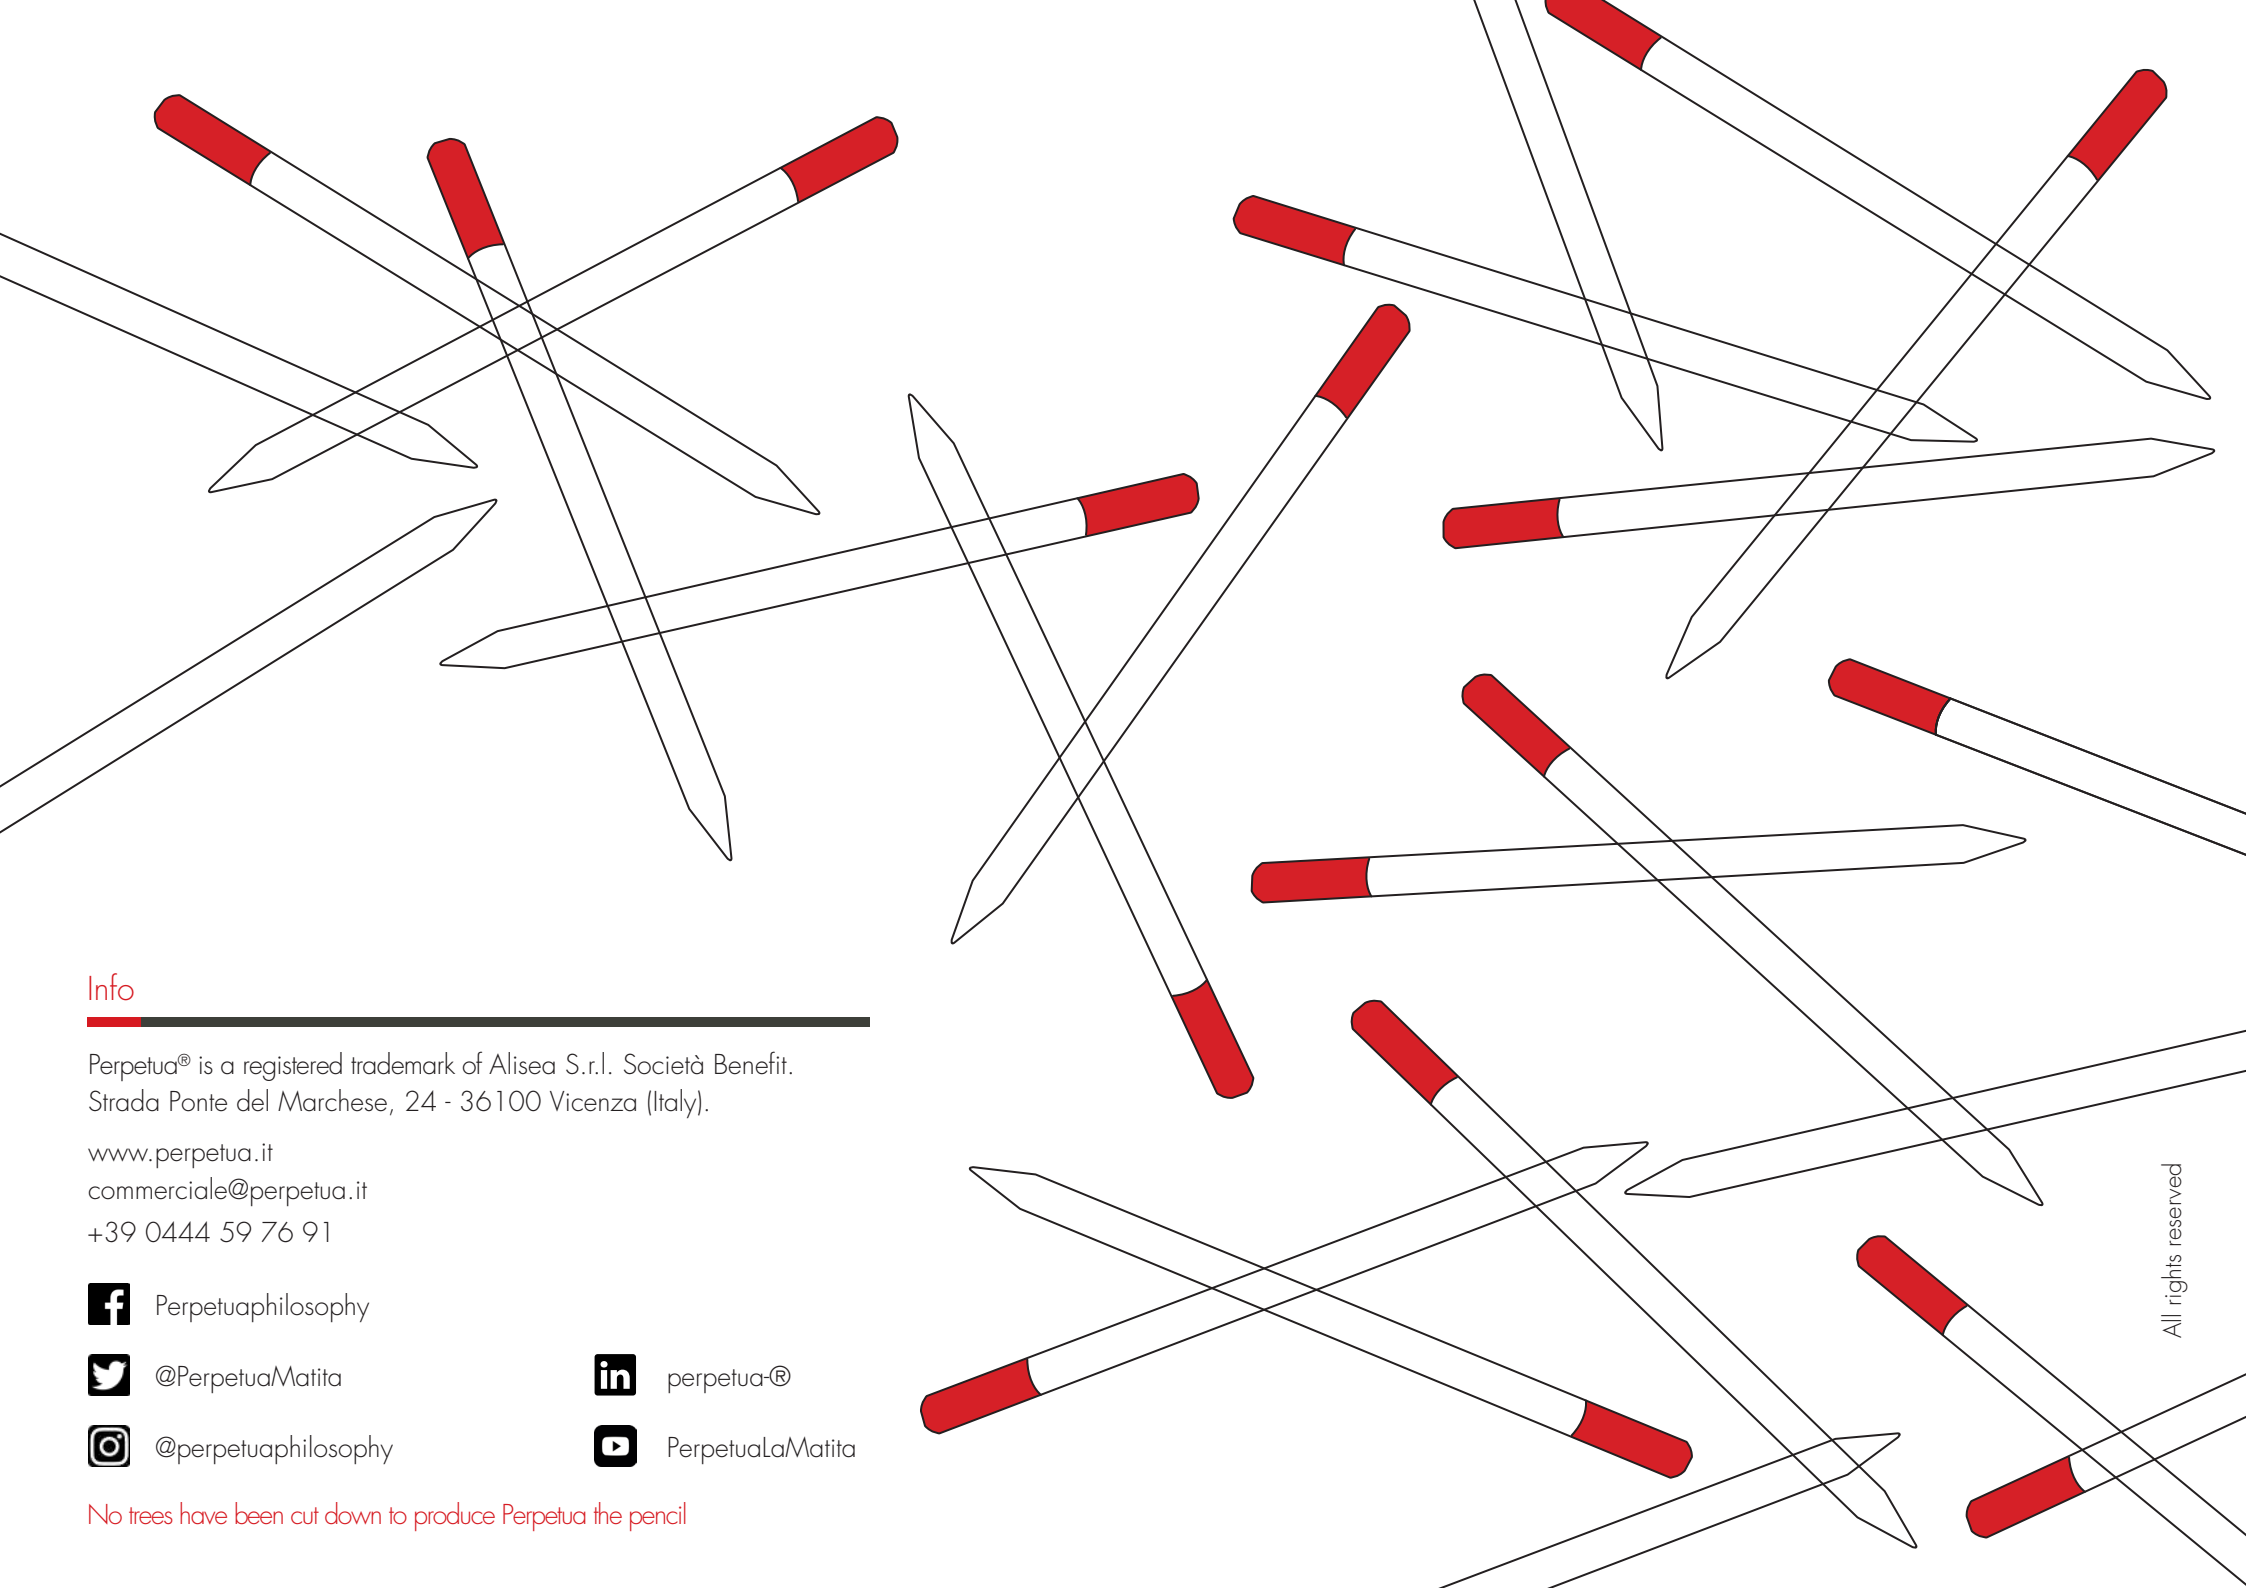 Info
Perpetua® is a registered trademark of Alisea S.r.l. Società Benefit.
Strada Ponte del Marchese, 24 - 36100 Vicenza (Italy).
www.perpetua.it
commerciale@perpetua.it
+39 0444 59 76 91
Perpetuaphilosophy
@PerpetuaMatita
perpetua-®
@perpetuaphilosophy
PerpetuaLaMatita
No trees have been cut down to produce Perpetua the pencil
All rights reserved